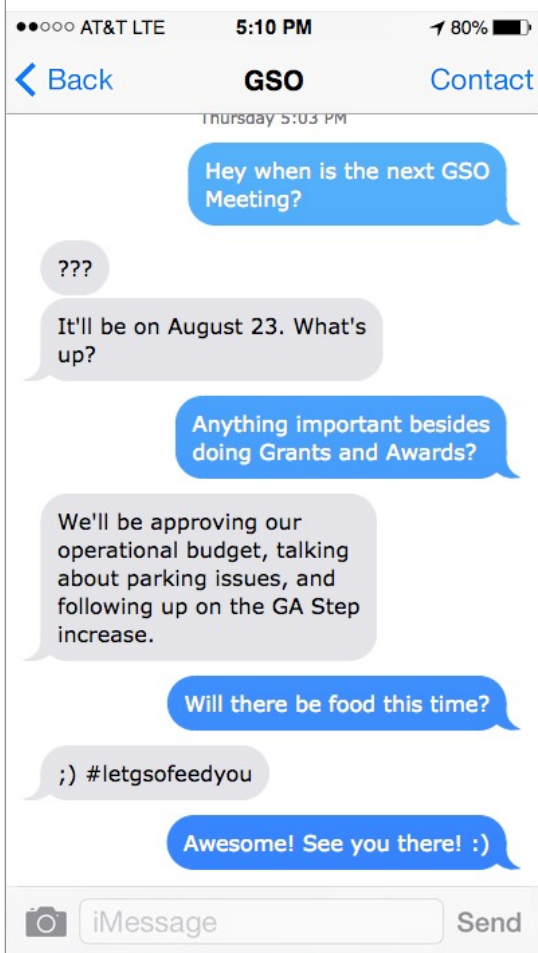 AT&T LTE 5:10 PM 80%
Back GSO Contact
Thursday 5:03 PM
Hey when is the next GSO
Meeting?
???
It'll be on August 23. What's
up?
Anything important besides
doing Grants and Awards?
We'll be approving our
operational budget, talking
about parking issues, and
following up on the GA Step
increase.
Will there be food this time?
;) #letgsofeedyou
Awesome! See you there! :)
iMessage Send